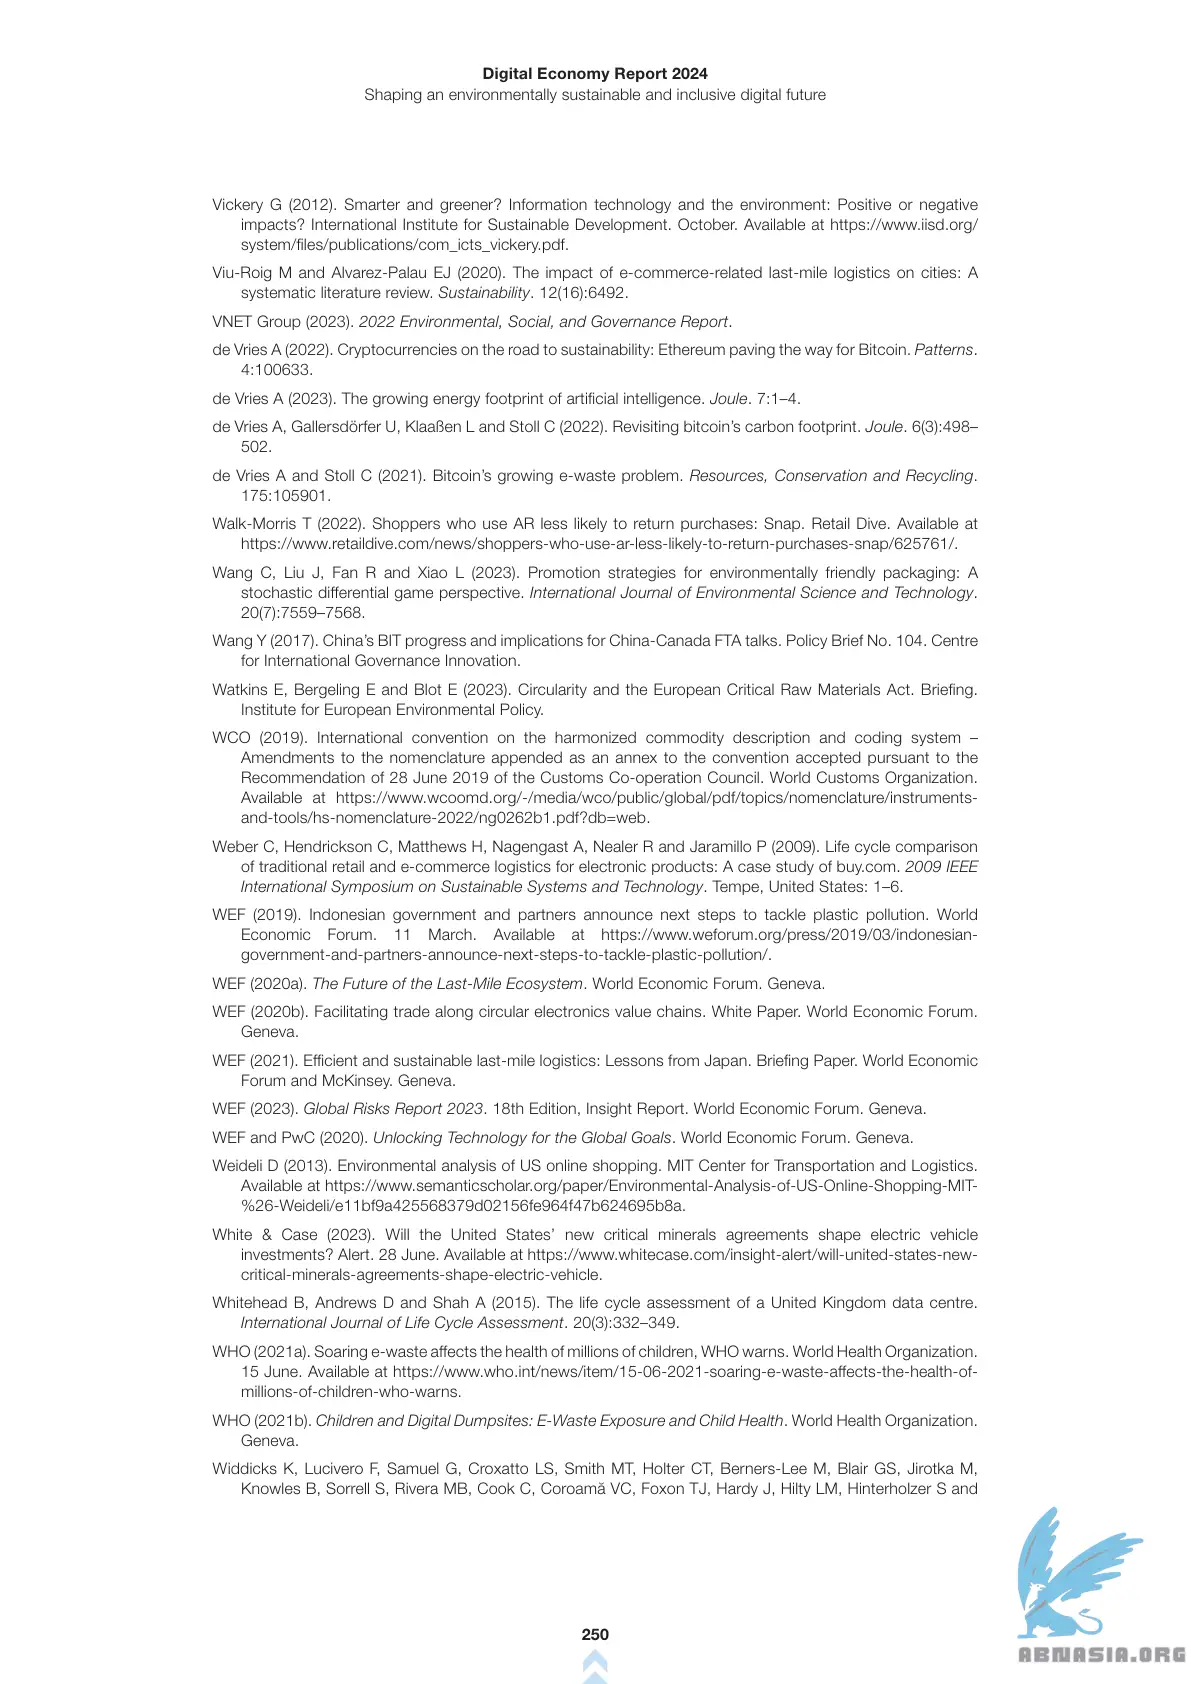 Digital Economy Report 2024
Shaping an environmentally sustainable and inclusive digital future
Vickery G (2012). Smarter and greener? Information technology and the environment: Positive or negative
impacts? International Institute for Sustainable Development. October. Available at https://www.iisd.org/
system/files/publications/com_icts_vickery.pdf.
Viu-Roig M and Alvarez-Palau EJ (2020). The impact of e-commerce-related last-mile logistics on cities: A
systematic literature review. Sustainability. 12(16):6492.
VNET Group (2023). 2022 Environmental, Social, and Governance Report.
de Vries A (2022). Cryptocurrencies on the road to sustainability: Ethereum paving the way for Bitcoin. Patterns.
4:100633.
de Vries A (2023). The growing energy footprint of artificial intelligence. Joule. 7:1–4.
de Vries A, Gallersdörfer U, Klaaßen L and Stoll C (2022). Revisiting bitcoin's carbon footprint. Joule. 6(3):498–
502.
de Vries A and Stoll C (2021). Bitcoin's growing e-waste problem. Resources, Conservation and Recycling.
175:105901.
Walk-Morris T (2022). Shoppers who use AR less likely to return purchases: Snap. Retail Dive. Available at
https://www.retaildive.com/news/shoppers-who-use-ar-less-likely-to-return-purchases-snap/625761/.
Wang C, Liu J, Fan R and Xiao L (2023). Promotion strategies for environmentally friendly packaging: A
stochastic differential game perspective. International Journal of Environmental Science and Technology.
20(7):7559–7568.
Wang Y (2017). China's BIT progress and implications for China-Canada FTA talks. Policy Brief No. 104. Centre
for International Governance Innovation.
Watkins E, Bergeling E and Blot E (2023). Circularity and the European Critical Raw Materials Act. Briefing.
Institute for European Environmental Policy.
WCO (2019). International convention on the harmonized commodity description and coding system –
Amendments to the nomenclature appended as an annex to the convention accepted pursuant to the
Recommendation of 28 June 2019 of the Customs Co-operation Council. World Customs Organization.
Available at https://www.wcoomd.org/-/media/wco/public/global/pdf/topics/nomenclature/instruments-
and-tools/hs-nomenclature-2022/ng0262b1.pdf?db=web.
Weber C, Hendrickson C, Matthews H, Nagengast A, Nealer R and Jaramillo P (2009). Life cycle comparison
of traditional retail and e-commerce logistics for electronic products: A case study of buy.com. 2009 IEEE
International Symposium on Sustainable Systems and Technology. Tempe, United States: 1–6.
WEF (2019). Indonesian government and partners announce next steps to tackle plastic pollution. World
Economic Forum. 11 March. Available at https://www.weforum.org/press/2019/03/indonesian-
government-and-partners-announce-next-steps-to-tackle-plastic-pollution/.
WEF (2020a). The Future of the Last-Mile Ecosystem. World Economic Forum. Geneva.
WEF (2020b). Facilitating trade along circular electronics value chains. White Paper. World Economic Forum.
Geneva.
WEF (2021). Efficient and sustainable last-mile logistics: Lessons from Japan. Briefing Paper. World Economic
Forum and McKinsey. Geneva.
WEF (2023). Global Risks Report 2023. 18th Edition, Insight Report. World Economic Forum. Geneva.
WEF and PwC (2020). Unlocking Technology for the Global Goals. World Economic Forum. Geneva.
Weideli D (2013). Environmental analysis of US online shopping. MIT Center for Transportation and Logistics.
Available at https://www.semanticscholar.org/paper/Environmental-Analysis-of-US-Online-Shopping-MIT-
%26-Weideli/e11bf9a425568379d02156fe964f47b624695b8a.
White & Case (2023). Will the United States' new critical minerals agreements shape electric vehicle
investments? Alert. 28 June. Available at https://www.whitecase.com/insight-alert/will-united-states-new-
critical-minerals-agreements-shape-electric-vehicle.
Whitehead B, Andrews D and Shah A (2015). The life cycle assessment of a United Kingdom data centre.
International Journal of Life Cycle Assessment. 20(3):332–349.
WHO (2021a). Soaring e-waste affects the health of millions of children, WHO warns. World Health Organization.
15 June. Available at https://www.who.int/news/item/15-06-2021-soaring-e-waste-affects-the-health-of-
millions-of-children-who-warns.
WHO (2021b). Children and Digital Dumpsites: E-Waste Exposure and Child Health. World Health Organization.
Geneva.
Widdicks K, Lucivero F, Samuel G, Croxatto LS, Smith MT, Holter CT, Berners-Lee M, Blair GS, Jirotka M,
Knowles B, Sorrell S, Rivera MB, Cook C, Coroamă VC, Foxon TJ, Hardy J, Hilty LM, Hinterholzer S and
250
ABNASIA.ORG